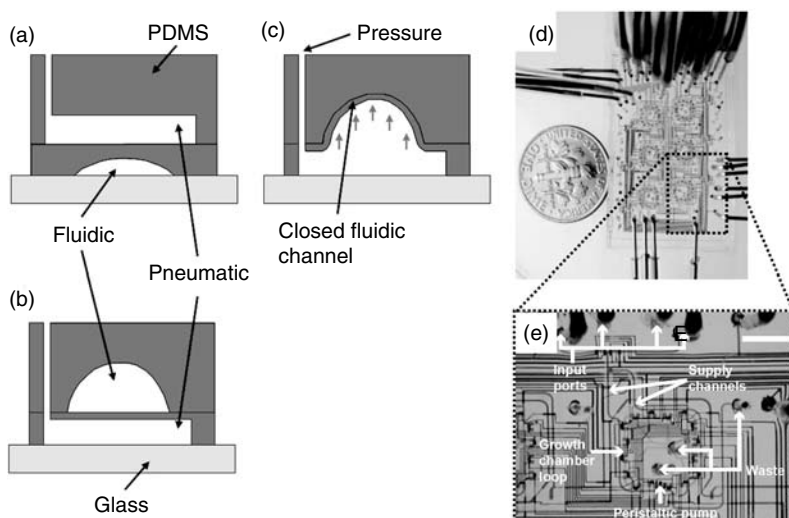 (a)
PDMS
(c)
Pressure
(d)
Fluidic
Closed fluidic
channel
Pneumatic
(b)
Glass
(e)
E
Input
ports
Supply
channels
Growth
chamber
loop
Waste
Peristaltic pump